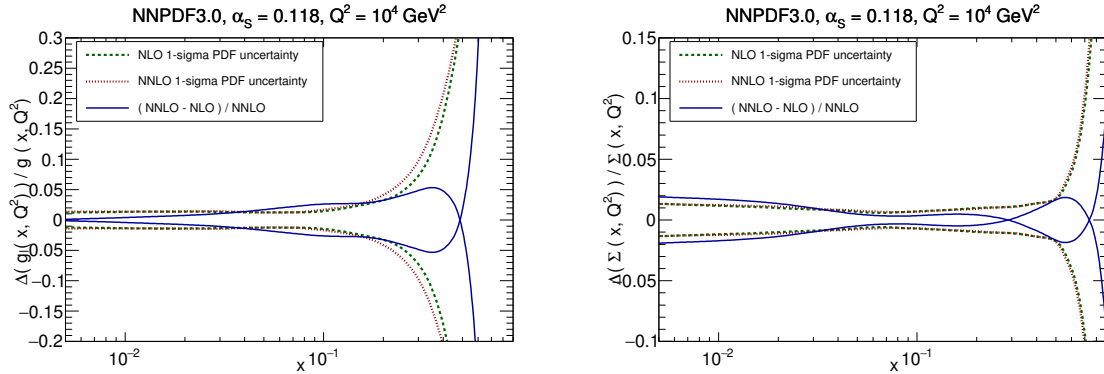 NNPDF3.0, αS = 0.118, Q² = 10⁴ GeV²
Δ( g( x, Q²) ) / g ( x, Q²)
0.3
0.25
0.2
0.15
0.1
0.05
0
−0.05
−0.1
−0.15
−0.2
NLO 1-sigma PDF uncertainty
NNLO 1-sigma PDF uncertainty
( NNLO - NLO ) / NNLO
10⁻²
10⁻¹
x
NNPDF3.0, αS = 0.118, Q² = 10⁴ GeV²
Δ( Σ ( x, Q²) ) / Σ ( x, Q²)
0.15
0.1
0.05
0
−0.05
−0.1
NLO 1-sigma PDF uncertainty
NNLO 1-sigma PDF uncertainty
( NNLO - NLO ) / NNLO
10⁻²
10⁻¹
x